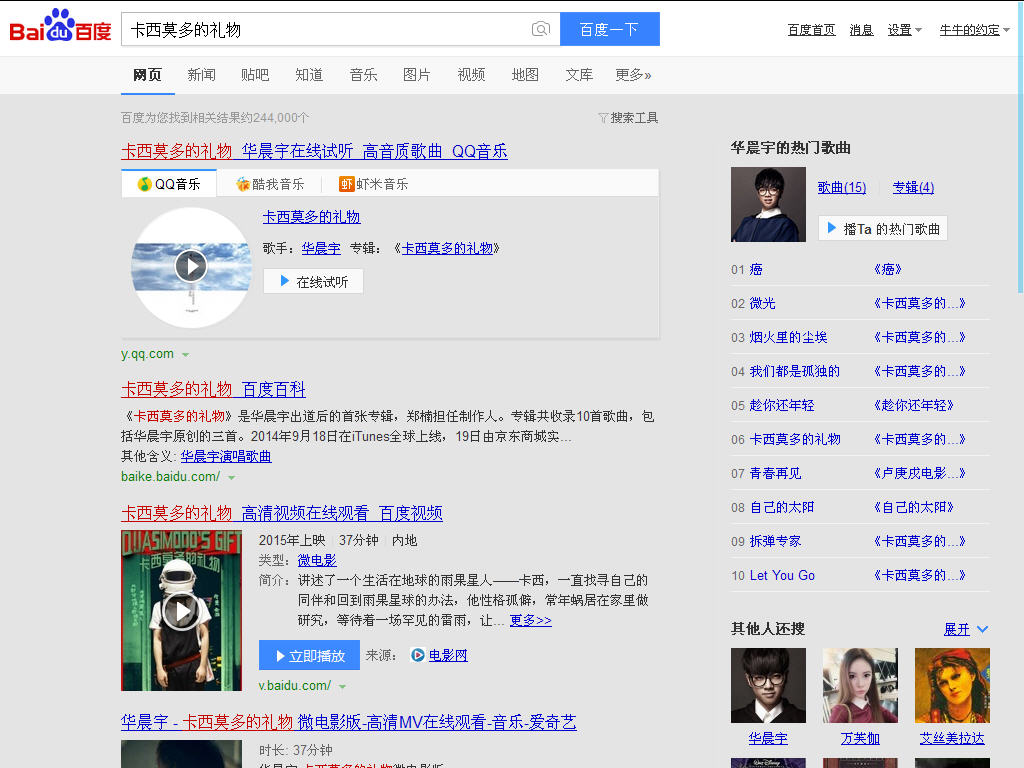 Bai du 百度
卡西莫多的礼物
百度一下
百度首页 消息 设置 牛牛的约定
网页 新闻 贴吧 知道 音乐 图片 视频 地图 文库 更多»
百度为您找到相关结果约244,000个
搜索工具
卡西莫多的礼物 华晨宇在线试听 高音质歌曲 QQ音乐
QQ音乐 酷我音乐 虾米音乐
卡西莫多的礼物
歌手：华晨宇 专辑：《卡西莫多的礼物》
在线试听
y.qq.com
卡西莫多的礼物 百度百科
《卡西莫多的礼物》是华晨宇出道后的首张专辑，郑楠担任制作人。专辑共收录10首歌曲，包
括华晨宇原创的三首。2014年9月18日在iTunes全球上线，19日由京东商城实...
其他含义: 华晨宇演唱歌曲
baike.baidu.com/
卡西莫多的礼物 高清视频在线观看 百度视频
QUASIMODO'S GIFT
卡西莫多的礼物
2015年上映 37分钟 内地
类型：微电影
简介：讲述了一个生活在地球的雨果星人——卡西，一直找寻自己的
同伴和回到雨果星球的办法，他性格孤僻，常年蜗居在家里做
研究，等待着一场罕见的雷雨，让... 更多>>
立即播放 来源： 电影网
v.baidu.com/
华晨宇 - 卡西莫多的礼物 微电影版-高清MV在线观看-音乐-爱奇艺
时长: 37分钟
华晨宇 卡西莫多的礼物微电影版
华晨宇的热门歌曲
歌曲(15) 专辑(4)
播Ta 的热门歌曲
01 癌 《癌》
02 微光 《卡西莫多的...》
03 烟火里的尘埃 《卡西莫多的...》
04 我们都是孤独的 《卡西莫多的...》
05 趁你还年轻 《趁你还年轻》
06 卡西莫多的礼物 《卡西莫多的...》
07 青春再见 《卢庚戌电影...》
08 自己的太阳 《自己的太阳》
09 拆弹专家 《卡西莫多的...》
10 Let You Go 《卡西莫多的...》
其他人还搜 展开
华晨宇 万芙伽 艾丝美拉达